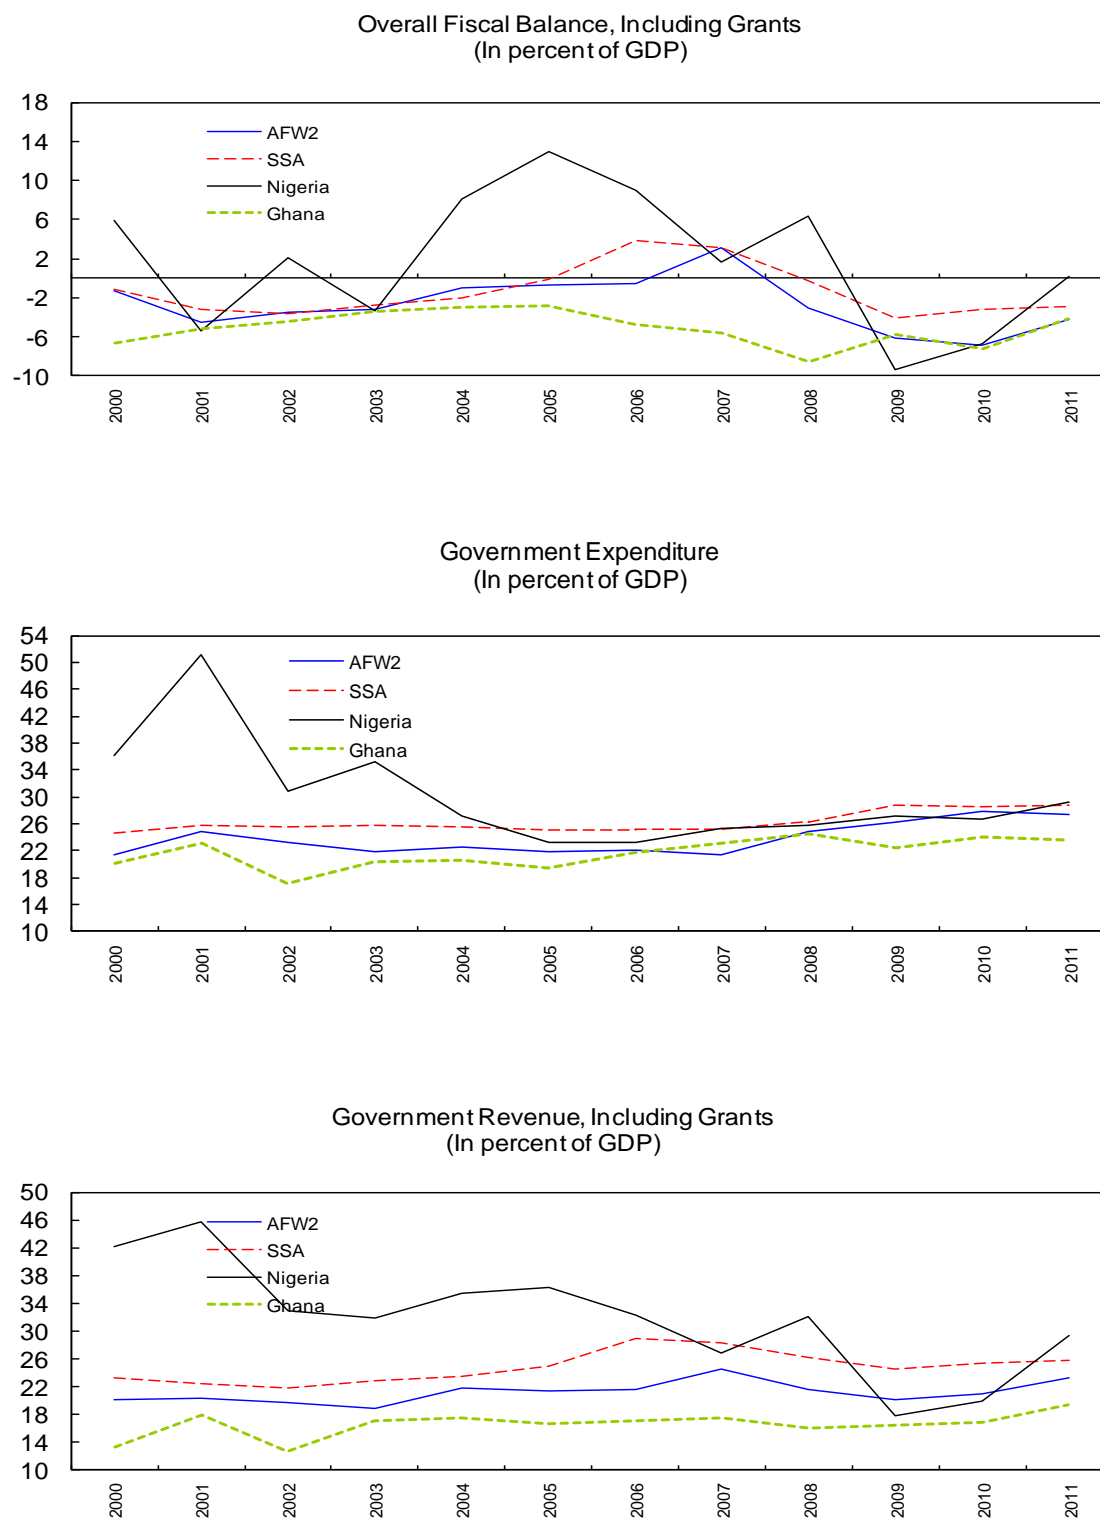 Overall Fiscal Balance, Including Grants
(In percent of GDP)
18
14
10
6
2
-2
-6
-10
AFW2
SSA
Nigeria
Ghana
2000 2001 2002 2003 2004 2005 2006 2007 2008 2009 2010 2011
Government Expenditure
(In percent of GDP)
54
50
46
42
38
34
30
26
22
18
14
10
AFW2
SSA
Nigeria
Ghana
2000 2001 2002 2003 2004 2005 2006 2007 2008 2009 2010 2011
Government Revenue, Including Grants
(In percent of GDP)
50
46
42
38
34
30
26
22
18
14
10
AFW2
SSA
Nigeria
Ghana
2000 2001 2002 2003 2004 2005 2006 2007 2008 2009 2010 2011